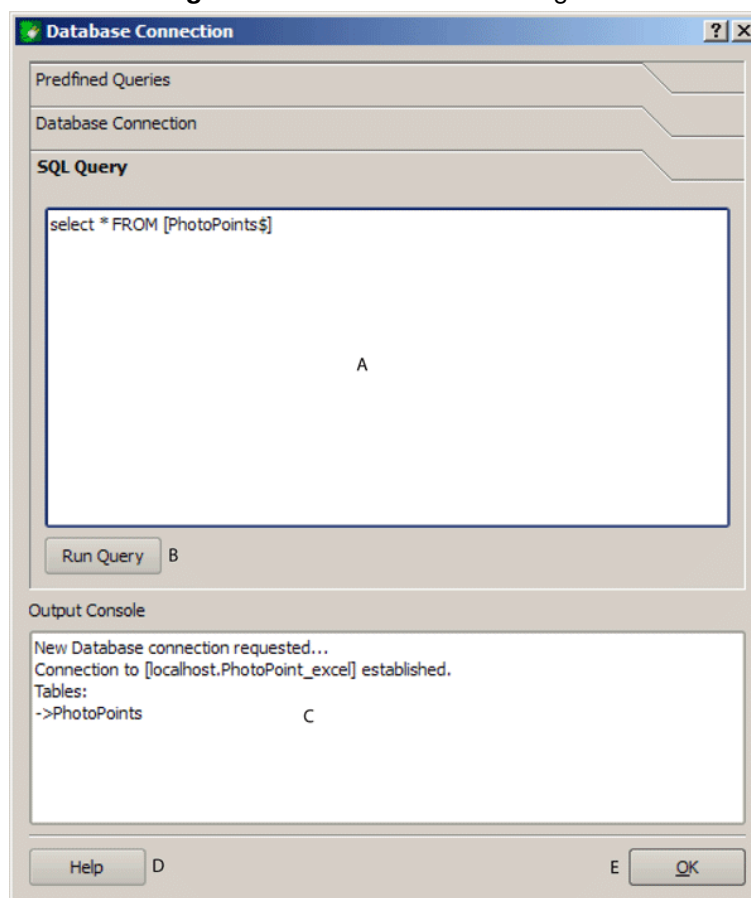 Database Connection
Predfined Queries
Database Connection
SQL Query
select * FROM [PhotoPoints$]
A
Run Query B
Output Console
New Database connection requested...
Connection to [localhost.PhotoPoint_excel] established.
Tables:
->PhotoPoints
C
Help D E OK